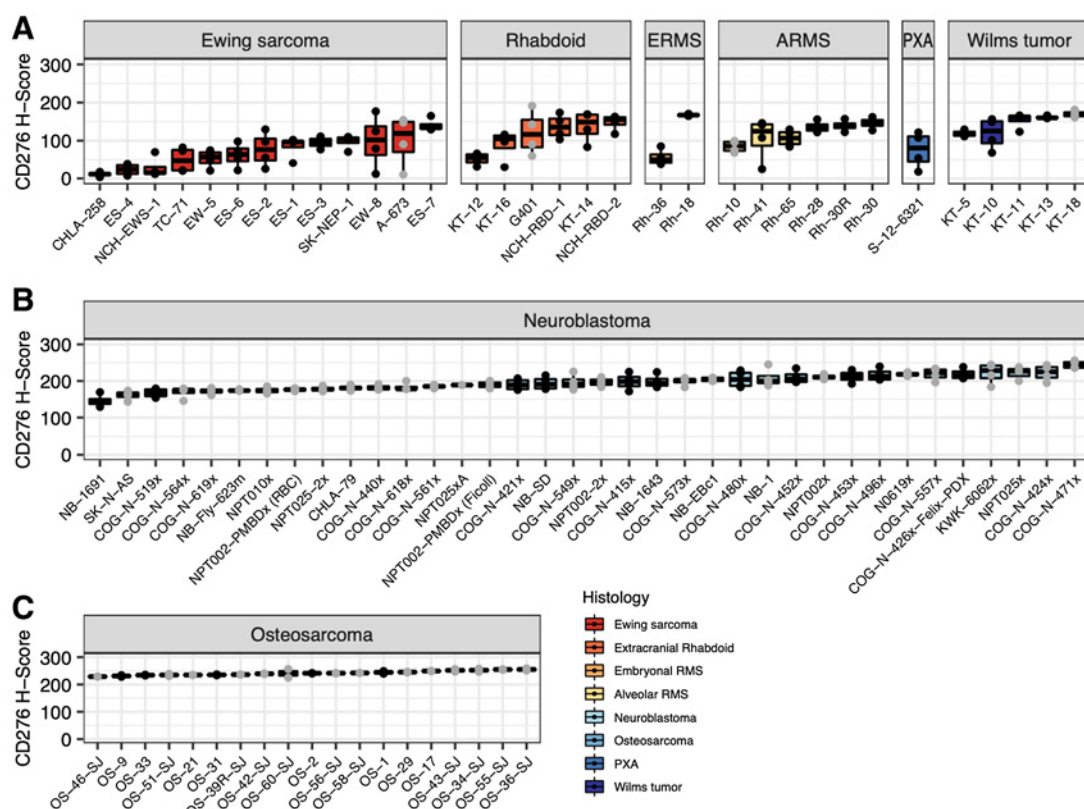 A
Ewing sarcoma Rhabdoid ERMS ARMS PXA Wilms tumor
CD276 H−Score
300
200
100
0
CHLA−258 ES−4 NCH−EWS−1 TC−71 EW−5 ES−6 ES−2 ES−1 ES−3 SK−NEP−1 EW−8 A−673 ES−7 KT−12 KT−16 G401 NCH−RBD−1 KT−14 NCH−RBD−2 Rh−36 Rh−18 Rh−10 Rh−41 Rh−65 Rh−28 Rh−30R Rh−30 S−12−6321 KT−5 KT−10 KT−11 KT−13 KT−18
B
Neuroblastoma
CD276 H−Score
300
200
100
0
NB−1691 SK−N−AS COG−N−519x COG−N−564x COG−N−619x NB−Fly−623m NPT010x NPT002−PMBDx (RBC) NPT025−2x CHLA−79 COG−N−440x COG−N−618x COG−N−561x NPT025xA NPT002−PMBDx (Ficoll) COG−N−421x NB−SD COG−N−549x NPT002−2x COG−N−415x NB−1643 COG−N−573x NB−EBc1 COG−N−480x NB−1 COG−N−452x NPT002x COG−N−453x COG−N−496x N0619x COG−N−557x COG−N−426x−Felix−PDX KWK−6062x NPT025x COG−N−424x COG−N−471x
C
Osteosarcoma
CD276 H−Score
300
200
100
0
OS−46−SJ OS−9 OS−33 OS−51−SJ OS−21 OS−31 OS−39R−SJ OS−42−SJ OS−60−SJ OS−2 OS−56−SJ OS−58−SJ OS−1 OS−29 OS−17 OS−43−SJ OS−34−SJ OS−55−SJ OS−36−SJ
Histology
Ewing sarcoma
Extracranial Rhabdoid
Embryonal RMS
Alveolar RMS
Neuroblastoma
Osteosarcoma
PXA
Wilms tumor